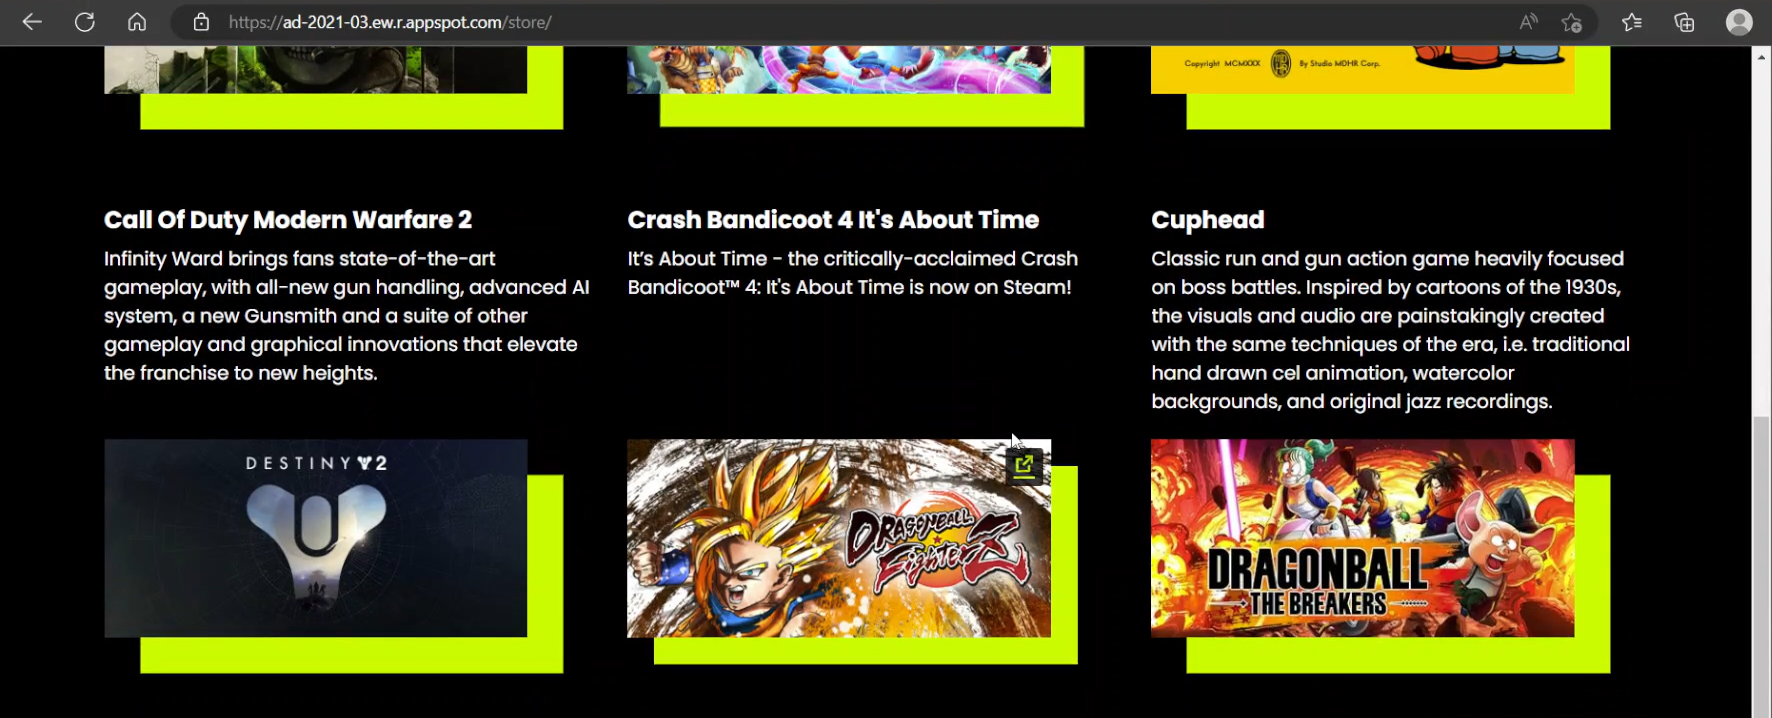 https://ad-2021-03.ew.r.appspot.com/store/
Copyright MCMXXX By Studio MDHR Corp.
Call Of Duty Modern Warfare 2
Infinity Ward brings fans state-of-the-art
gameplay, with all-new gun handling, advanced AI
system, a new Gunsmith and a suite of other
gameplay and graphical innovations that elevate
the franchise to new heights.
Crash Bandicoot 4 It's About Time
It's About Time - the critically-acclaimed Crash
Bandicoot™ 4: It's About Time is now on Steam!
Cuphead
Classic run and gun action game heavily focused
on boss battles. Inspired by cartoons of the 1930s,
the visuals and audio are painstakingly created
with the same techniques of the era, i.e. traditional
hand drawn cel animation, watercolor
backgrounds, and original jazz recordings.
DESTINY 2
DRAGONBALL
FighterZ
DRAGONBALL
THE BREAKERS